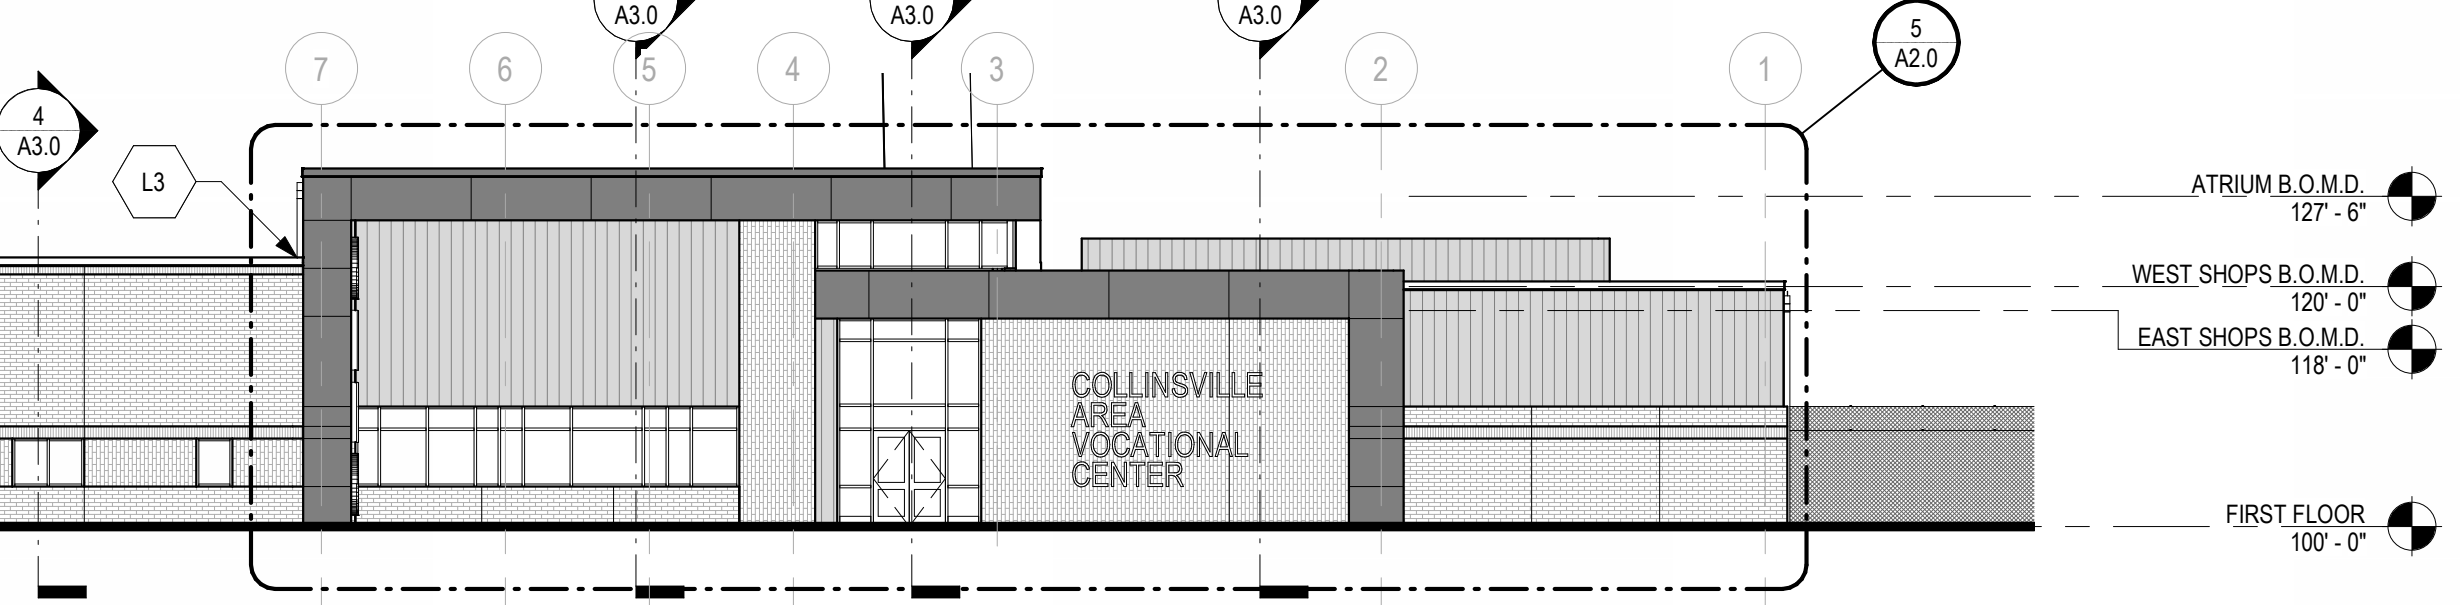 A3.0
A3.0
A3.0
5
A2.0
7
6
5
4
3
2
1
4
A3.0
L3
ATRIUM B.O.M.D.
127' - 6"
WEST SHOPS B.O.M.D.
120' - 0"
EAST SHOPS B.O.M.D.
118' - 0"
COLLINSVILLE
AREA
VOCATIONAL
CENTER
FIRST FLOOR
100' - 0"